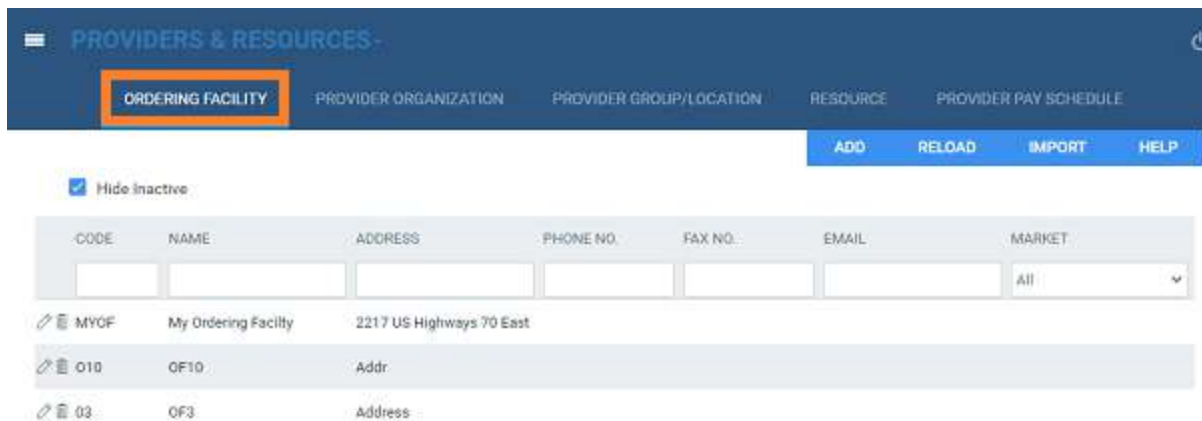 PROVIDERS & RESOURCES-
ORDERING FACILITY PROVIDER ORGANIZATION PROVIDER GROUP/LOCATION RESOURCE PROVIDER PAY SCHEDULE
ADD RELOAD IMPORT HELP
Hide Inactive
CODE NAME ADDRESS PHONE NO. FAX NO. EMAIL MARKET
All
MYOF My Ordering Facilty 2217 US Highways 70 East
O10 OF10 Addr
03 OF3 Address